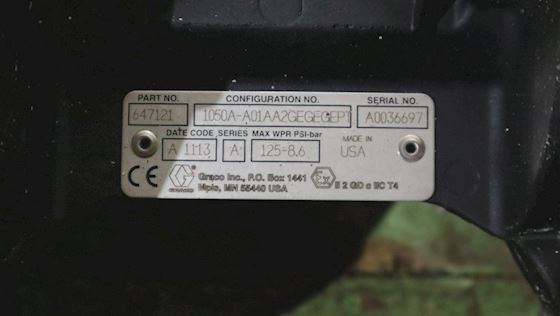 PART NO. CONFIGURATION NO. SERIAL NO.
647121 1050A-A01AA2GEGEGEPT A0036697
DATE CODE SERIES MAX WPR PSI-bar MADE IN
A 1113 A 125=8.6 USA
CE GRACO Graco Inc., P.O. Box 1441 Ex II 2 GD c IIC T4
Mpls, MN 55440 USA